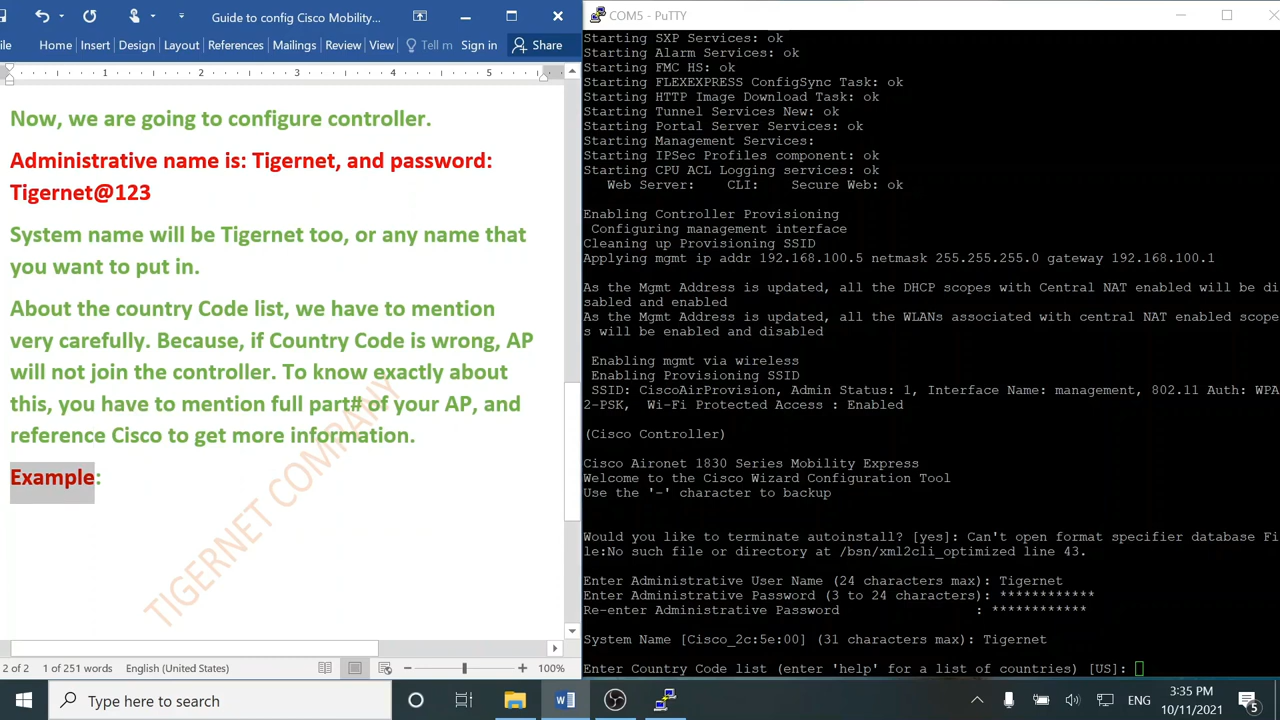 Guide to config Cisco Mobility...
ile
Home
Insert
Design
Layout
References
Mailings
Review
View
Tell m
Sign in
Share
1
2
3
4
5
Now, we are going to configure controller.
Administrative name is: Tigernet, and password:
Tigernet@123
System name will be Tigernet too, or any name that
you want to put in.
About the country Code list, we have to mention
very carefully. Because, if Country Code is wrong, AP
will not join the controller. To know exactly about
this, you have to mention full part# of your AP, and
reference Cisco to get more information.
Example:
TIGERNET COMPANY
2 of 2
1 of 251 words
English (United States)
100%
COM5 - PuTTY
Starting SXP Services: ok
Starting Alarm Services: ok
Starting FMC HS: ok
Starting FLEXEXPRESS ConfigSync Task: ok
Starting HTTP Image Download Task: ok
Starting Tunnel Services New: ok
Starting Portal Server Services: ok
Starting Management Services:
Starting IPSec Profiles component: ok
Starting CPU ACL Logging services: ok
Web Server: CLI: Secure Web: ok
Enabling Controller Provisioning
Configuring management interface
Cleaning up Provisioning SSID
Applying mgmt ip addr 192.168.100.5 netmask 255.255.255.0 gateway 192.168.100.1
As the Mgmt Address is updated, all the DHCP scopes with Central NAT enabled will be di
sabled and enabled
As the Mgmt Address is updated, all the WLANs associated with central NAT enabled scope
s will be enabled and disabled
Enabling mgmt via wireless
Enabling Provisioning SSID
SSID: CiscoAirProvision, Admin Status: 1, Interface Name: management, 802.11 Auth: WPA
2-PSK, Wi-Fi Protected Access : Enabled
(Cisco Controller)
Cisco Aironet 1830 Series Mobility Express
Welcome to the Cisco Wizard Configuration Tool
Use the '-' character to backup
Would you like to terminate autoinstall? [yes]: Can't open format specifier database Fi
le:No such file or directory at /bsn/xml2cli_optimized line 43.
Enter Administrative User Name (24 characters max): Tigernet
Enter Administrative Password (3 to 24 characters): ************
Re-enter Administrative Password : ************
System Name [Cisco_2c:5e:00] (31 characters max): Tigernet
Enter Country Code list (enter 'help' for a list of countries) [US]:
Type here to search
ENG
3:35 PM
10/11/2021
5